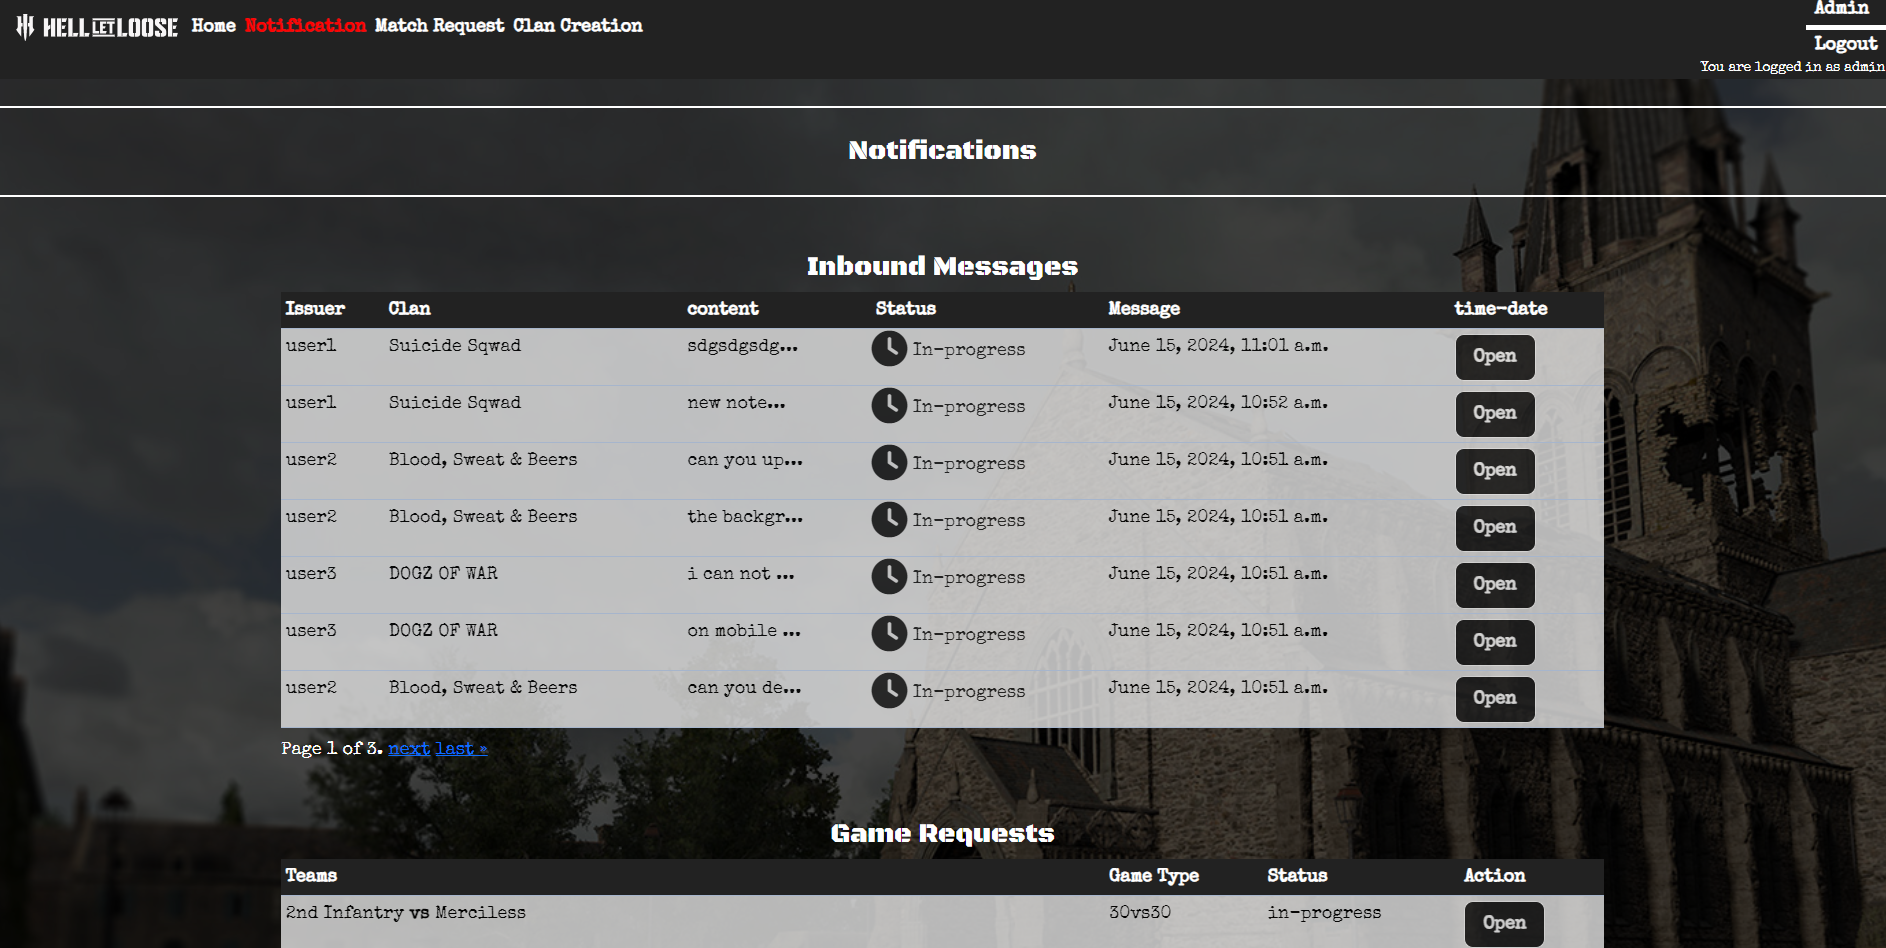 HELL LET LOOSE Home Notification Match Request Clan Creation
Admin
Logout
You are logged in as admin
Notifications
Inbound Messages
Issuer Clan content Status Message time-date
user1 Suicide Sqwad sdgsdgsdg... In-progress June 15, 2024, 11:01 a.m. Open
user1 Suicide Sqwad new note... In-progress June 15, 2024, 10:52 a.m. Open
user2 Blood, Sweat & Beers can you up... In-progress June 15, 2024, 10:51 a.m. Open
user2 Blood, Sweat & Beers the backgr... In-progress June 15, 2024, 10:51 a.m. Open
user3 DOGZ OF WAR i can not ... In-progress June 15, 2024, 10:51 a.m. Open
user3 DOGZ OF WAR on mobile ... In-progress June 15, 2024, 10:51 a.m. Open
user2 Blood, Sweat & Beers can you de... In-progress June 15, 2024, 10:51 a.m. Open
Page 1 of 3. next last »
Game Requests
Teams Game Type Status Action
2nd Infantry vs Merciless 30vs30 in-progress Open